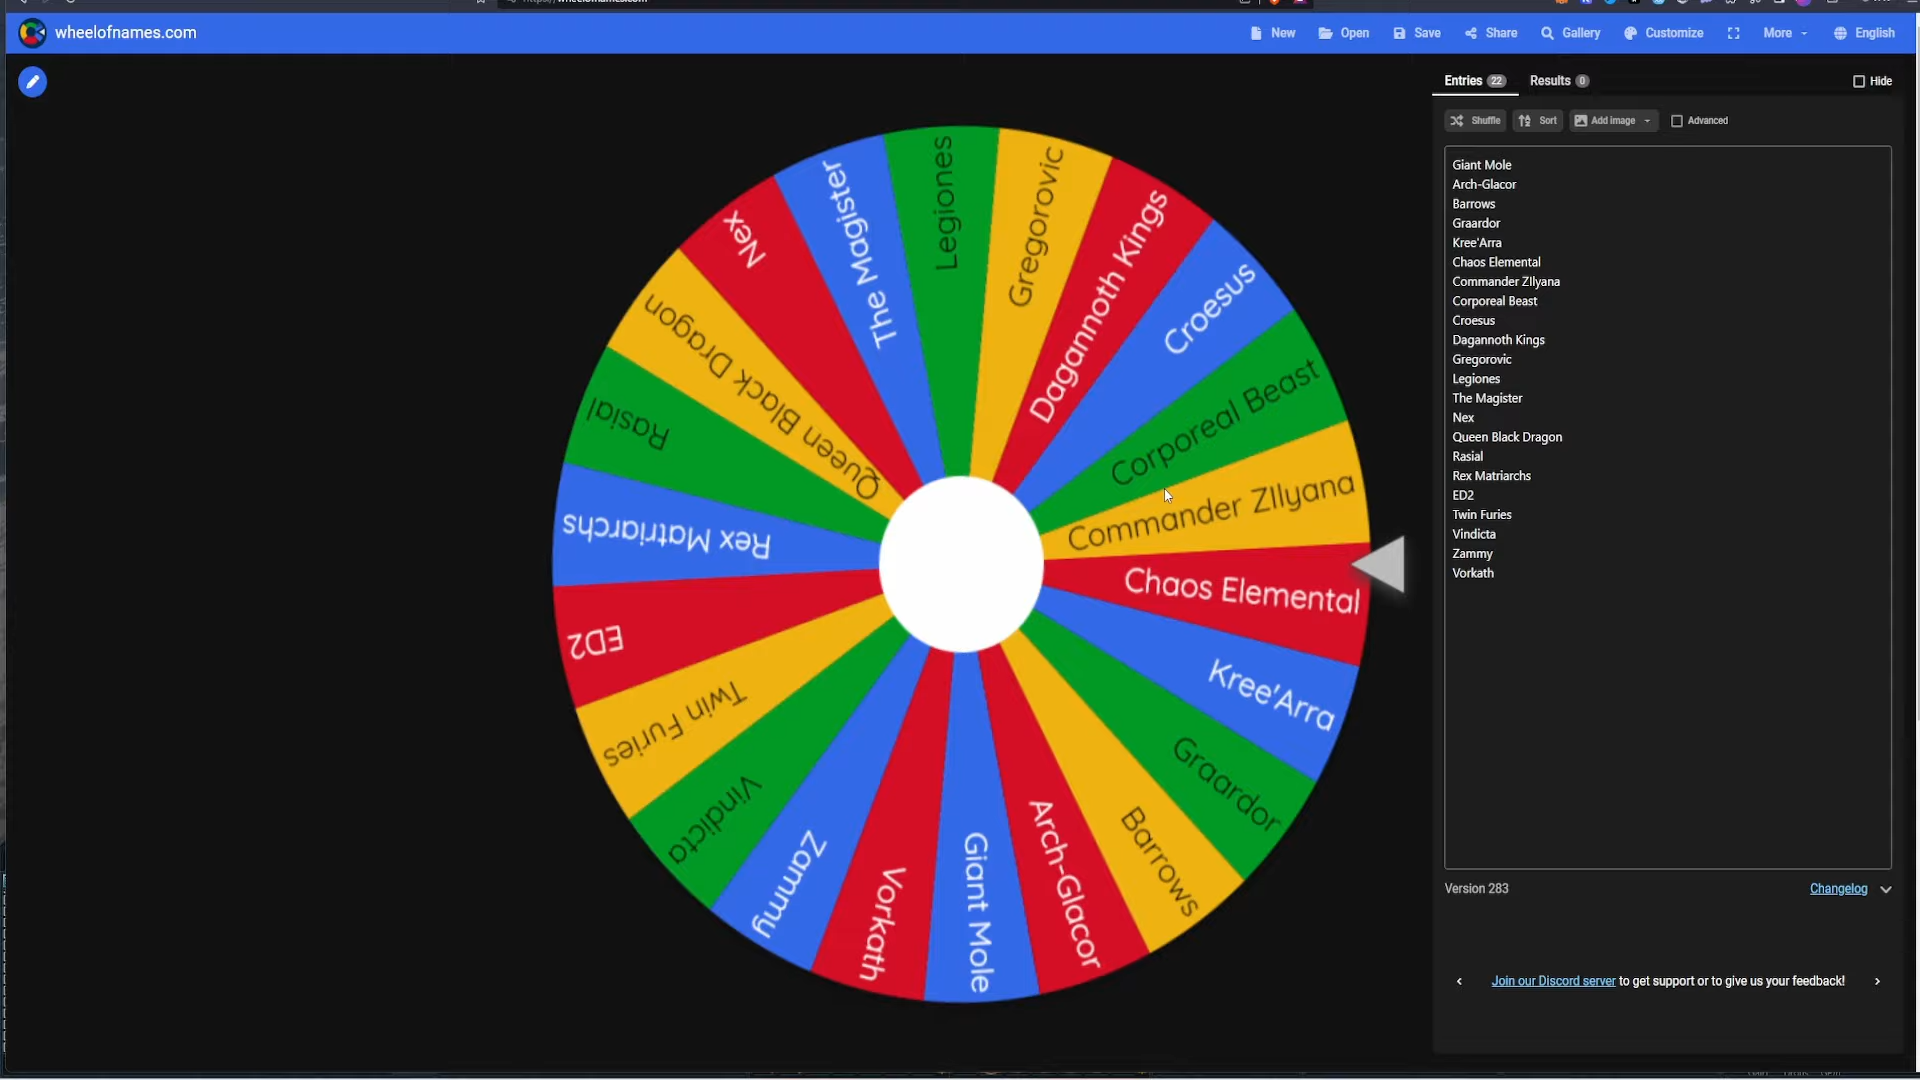 wheelofnames.com
New
Open
Save
Share
Gallery
Customize
More
English
Entries 22
Results 0
Hide
Shuffle
Sort
Add image
Advanced
Giant Mole
Arch-Glacor
Barrows
Graardor
Kree'Arra
Chaos Elemental
Commander ZIlyana
Corporeal Beast
Croesus
Dagannoth Kings
Gregorovic
Legiones
The Magister
Nex
Queen Black Dragon
Rasial
Rex Matriarchs
ED2
Twin Furies
Vindicta
Zammy
Vorkath
Version 283
Changelog
Join our Discord server to get support or to give us your feedback!
Legiones
Gregorovic
Dagannoth Kings
Croesus
Corporeal Beast
Commander ZIlyana
Chaos Elemental
Kree'Arra
Graardor
Barrows
Arch-Glacor
Giant Mole
Vorkath
Zammy
Vindicta
Twin Furies
ED2
Rex Matriarchs
Rasial
Queen Black Dragon
Nex
The Magister